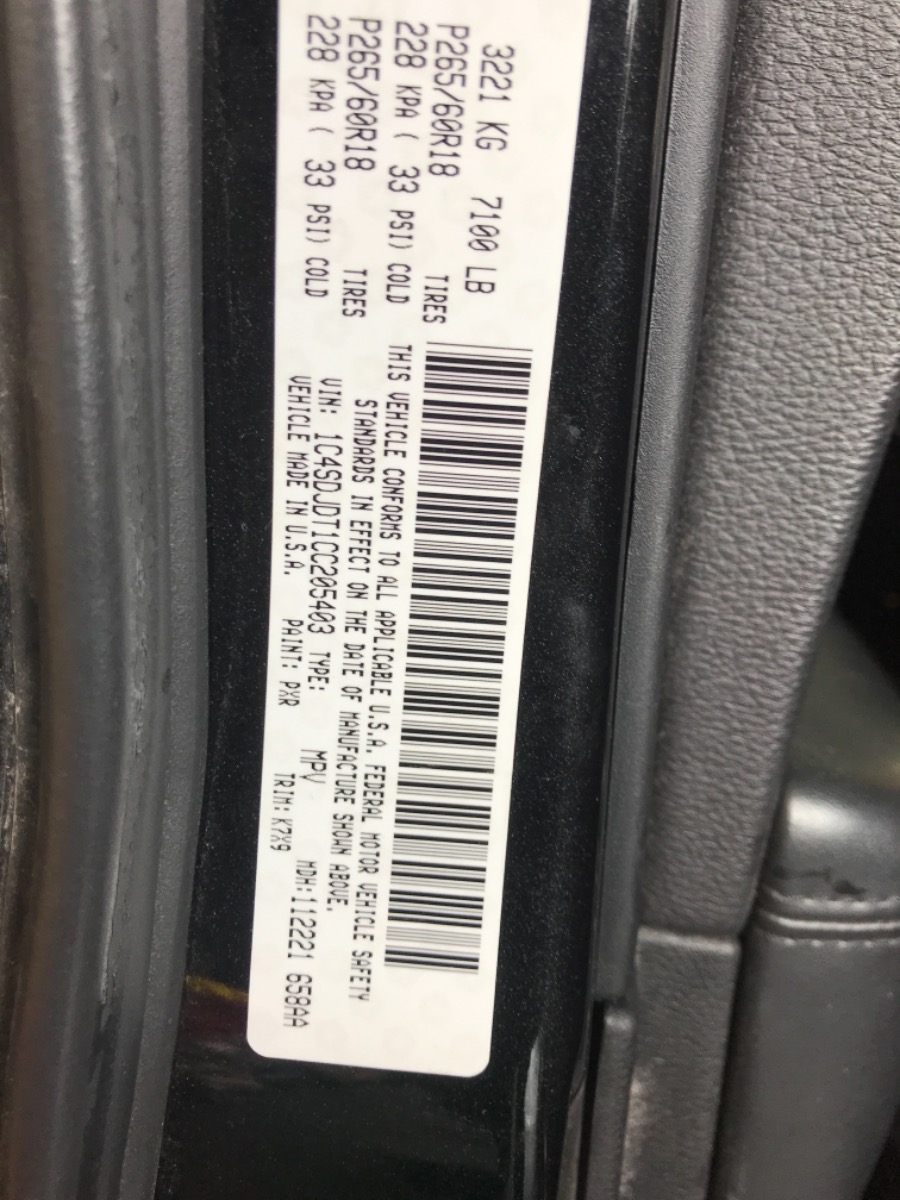 3221 KG 7100 LB
P265/60R18 TIRES
228 KPA ( 33 PSI) COLD
P265/60R18 TIRES
228 KPA ( 33 PSI) COLD
THIS VEHICLE CONFORMS TO ALL APPLICABLE U.S.A. FEDERAL MOTOR VEHICLE SAFETY
STANDARDS IN EFFECT ON THE DATE OF MANUFACTURE SHOWN ABOVE.
VIN: 1C4SDJDT1CC205403 TYPE: MPV MDH:112221 658AA
VEHICLE MADE IN U.S.A. PAINT: PXR TRIM: K7X9